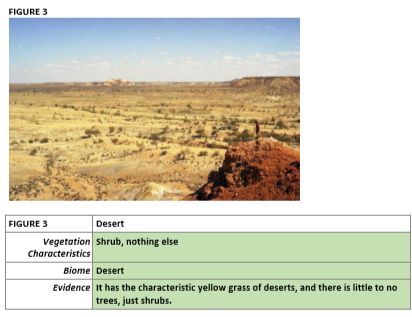 FIGURE 3
FIGURE 3 Desert
Vegetation Characteristics Shrub, nothing else
Biome Desert
Evidence It has the characteristic yellow grass of deserts, and there is little to no
trees, just shrubs.